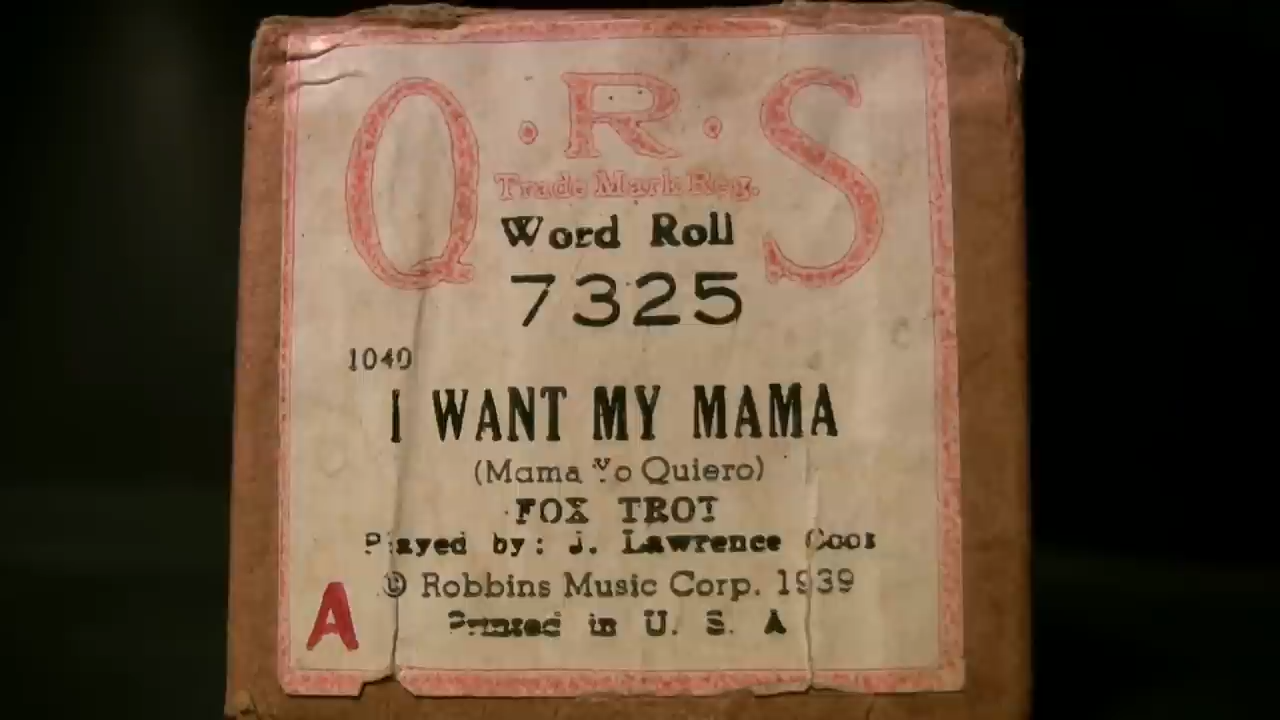 Q·R·S
Trade Mark Reg.
Word Roll
7325
1040
I WANT MY MAMA
(Mama Yo Quiero)
FOX TROT
Played by: J. Lawrence Cook
© Robbins Music Corp. 1939
Printed in U. S. A
A